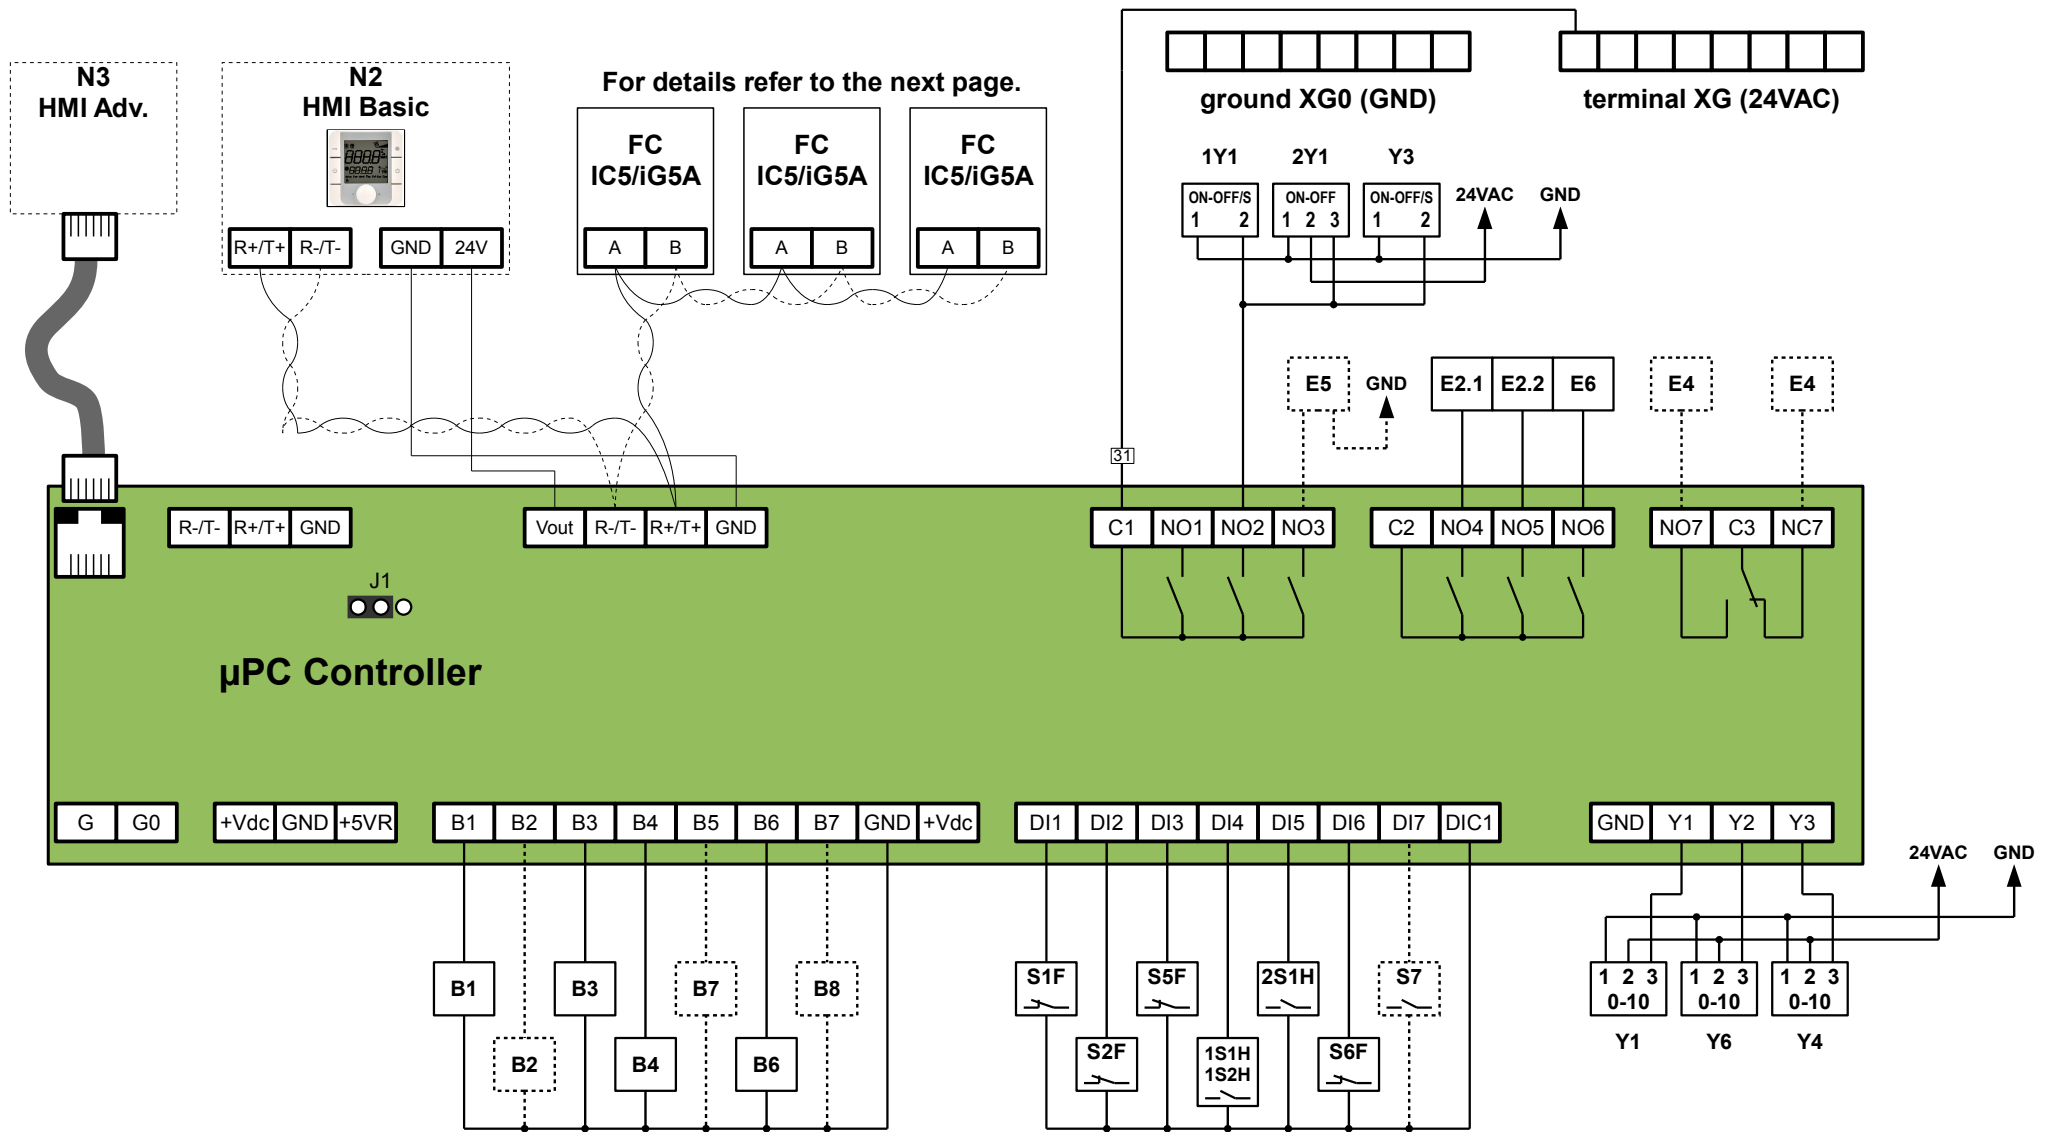 N3
HMI Adv.
N2
HMI Basic
For details refer to the next page.
FC
IC5/iG5A
FC
IC5/iG5A
FC
IC5/iG5A
ground XG0 (GND)
terminal XG (24VAC)
1Y1 2Y1 Y3
ON-OFF/S
1 2
ON-OFF
1 2 3
ON-OFF/S
1 2
24VAC GND
R+/T+ R-/T- GND 24V
A B A B A B
E5 GND E2.1 E2.2 E6 E4 E4
31
R-/T- R+/T+ GND
Vout R-/T- R+/T+ GND
C1 NO1 NO2 NO3
C2 NO4 NO5 NO6
NO7 C3 NC7
J1
µPC Controller
G G0
+Vdc GND +5VR
B1 B2 B3 B4 B5 B6 B7 GND +Vdc
DI1 DI2 DI3 DI4 DI5 DI6 DI7 DIC1
GND Y1 Y2 Y3
24VAC GND
B1 B3 B7 B8
B2 B4 B6
S1F S5F 2S1H S7
S2F
1S1H
1S2H
S6F
1 2 3
0-10
1 2 3
0-10
1 2 3
0-10
Y1 Y6 Y4